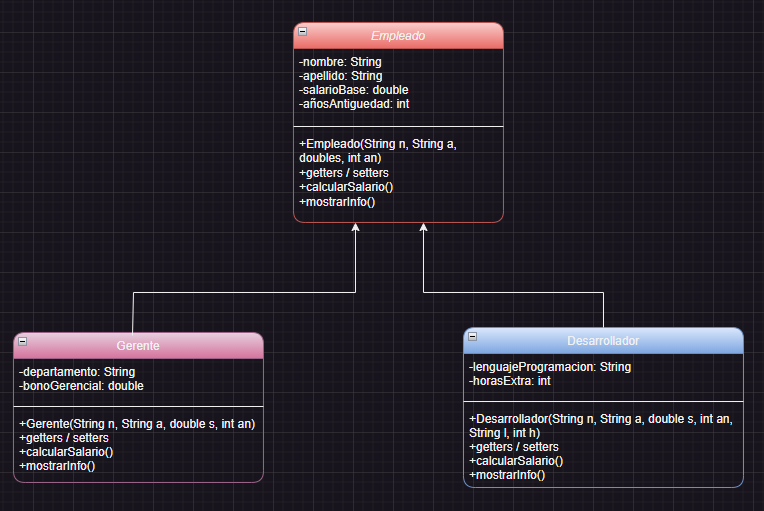 Empleado
-nombre: String
-apellido: String
-salarioBase: double
-añosAntiguedad: int
+Empleado(String n, String a,
doubles, int an)
+getters / setters
+calcularSalario()
+mostrarInfo()
Gerente
-departamento: String
-bonoGerencial: double
+Gerente(String n, String a, double s, int an)
+getters / setters
+calcularSalario()
+mostrarInfo()
Desarrollador
-lenguajeProgramacion: String
-horasExtra: int
+Desarrollador(String n, String a, double s, int an,
String l, int h)
+getters / setters
+calcularSalario()
+mostrarInfo()